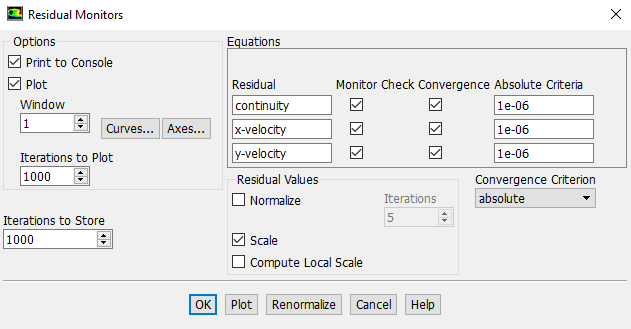 Residual Monitors
Options
Print to Console
Plot
Window
1
Curves... Axes...
Iterations to Plot
1000
Iterations to Store
1000
Equations
Residual Monitor Check Convergence Absolute Criteria
continuity 1e-06
x-velocity 1e-06
y-velocity 1e-06
Residual Values
Normalize
Iterations
5
Scale
Compute Local Scale
Convergence Criterion
absolute
OK Plot Renormalize Cancel Help